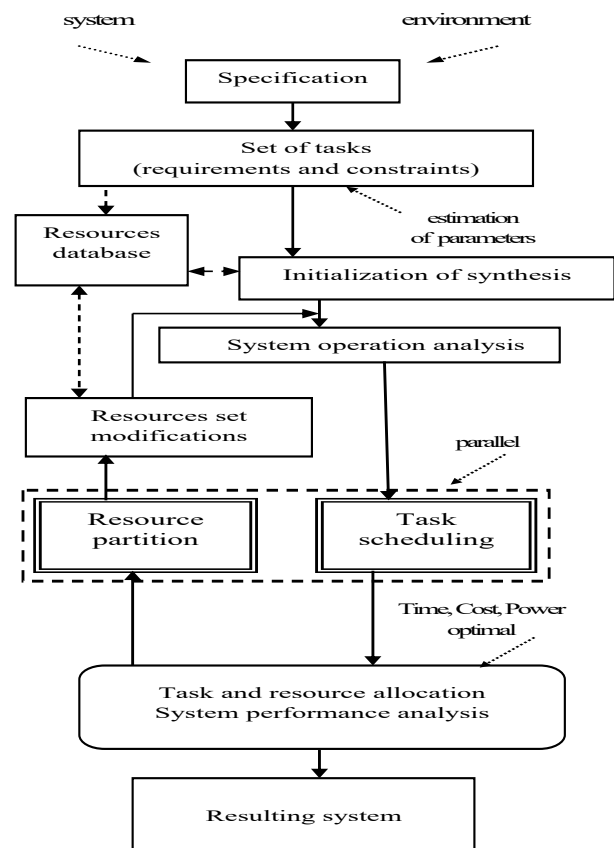 system
environment
Specification
Set of tasks
(requirements and constraints)
Resources
database
estimation
of parameters
Initialization of synthesis
System operation analysis
Resources set
modifications
parallel
Resource
partition
Task
scheduling
Time, Cost, Power
optimal
Task and resource allocation
System performance analysis
Resulting system